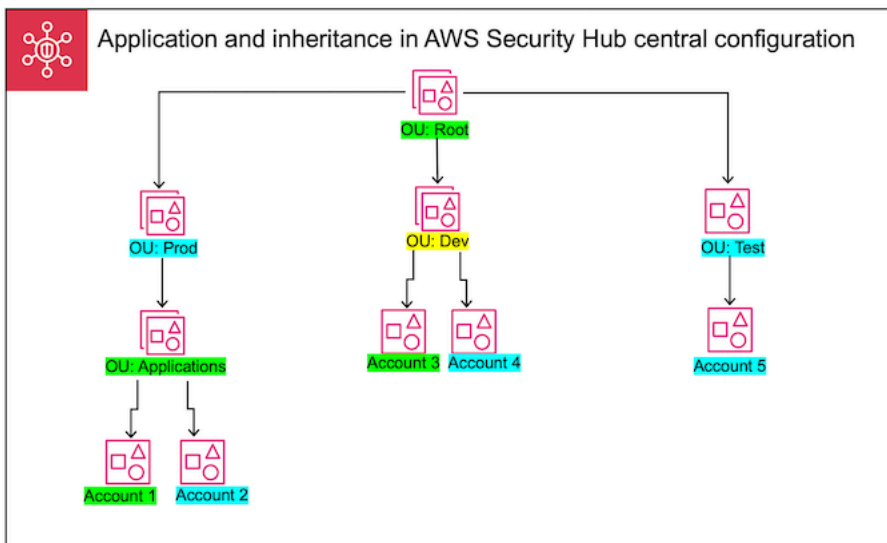 Application and inheritance in AWS Security Hub central configuration
OU: Root
OU: Prod
OU: Dev
OU: Test
OU: Applications
Account 3
Account 4
Account 5
Account 1
Account 2